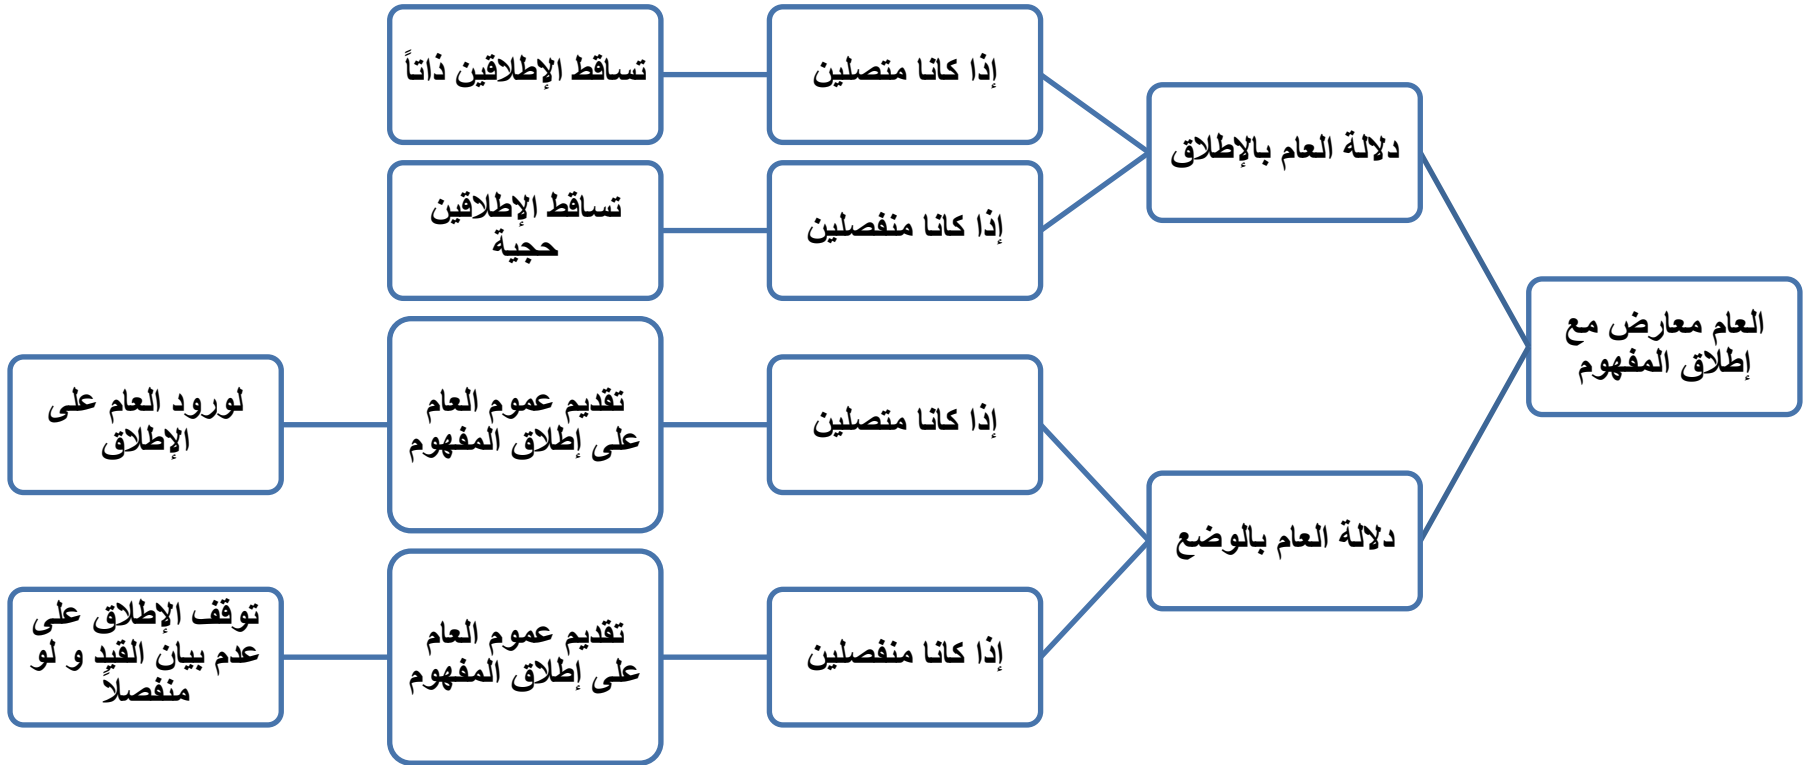 العام معارض مع
إطلاق المفهوم
دلالة العام بالإطلاق
إذا كانا متصلين
تساقط الإطلاقين ذاتاً
إذا كانا منفصلين
تساقط الإطلاقين
حجية
دلالة العام بالوضع
إذا كانا متصلين
تقديم عموم العام
على إطلاق المفهوم
لورود العام على
الإطلاق
إذا كانا منفصلين
تقديم عموم العام
على إطلاق المفهوم
توقف الإطلاق على
عدم بيان القيد و لو
منفصلاً